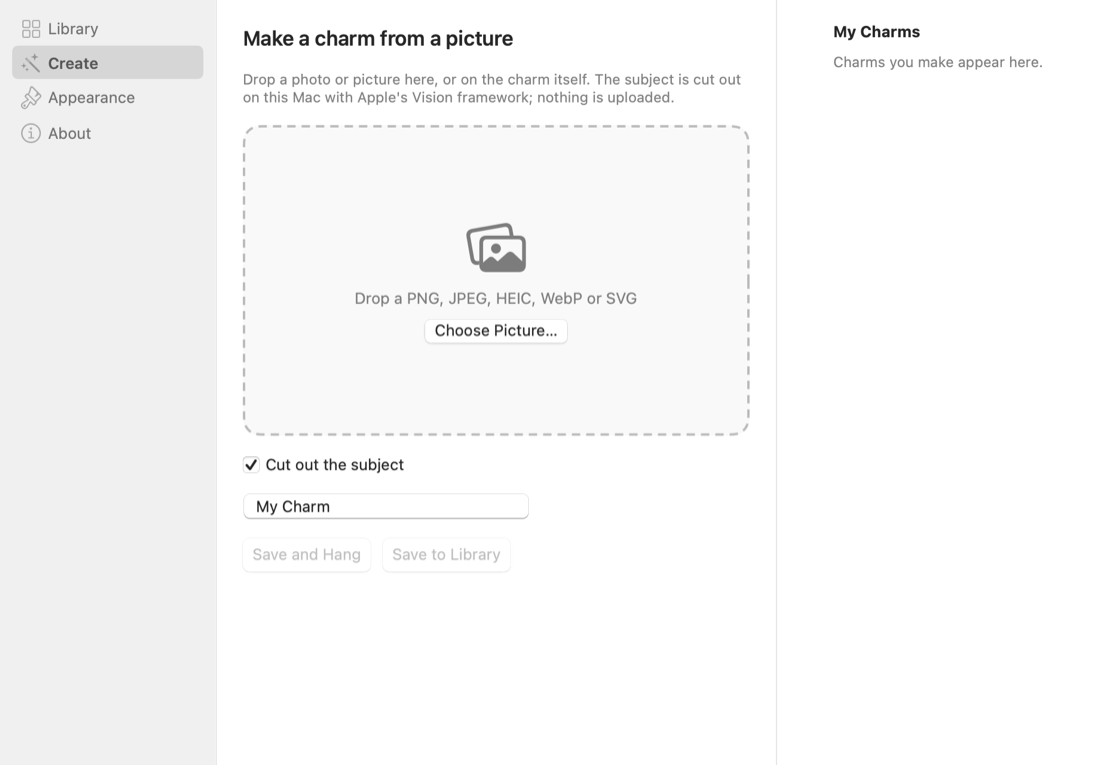 Library
Create
Appearance
About
Make a charm from a picture
Drop a photo or picture here, or on the charm itself. The subject is cut out
on this Mac with Apple's Vision framework; nothing is uploaded.
Drop a PNG, JPEG, HEIC, WebP or SVG
Choose Picture...
Cut out the subject
My Charm
Save and Hang
Save to Library
My Charms
Charms you make appear here.